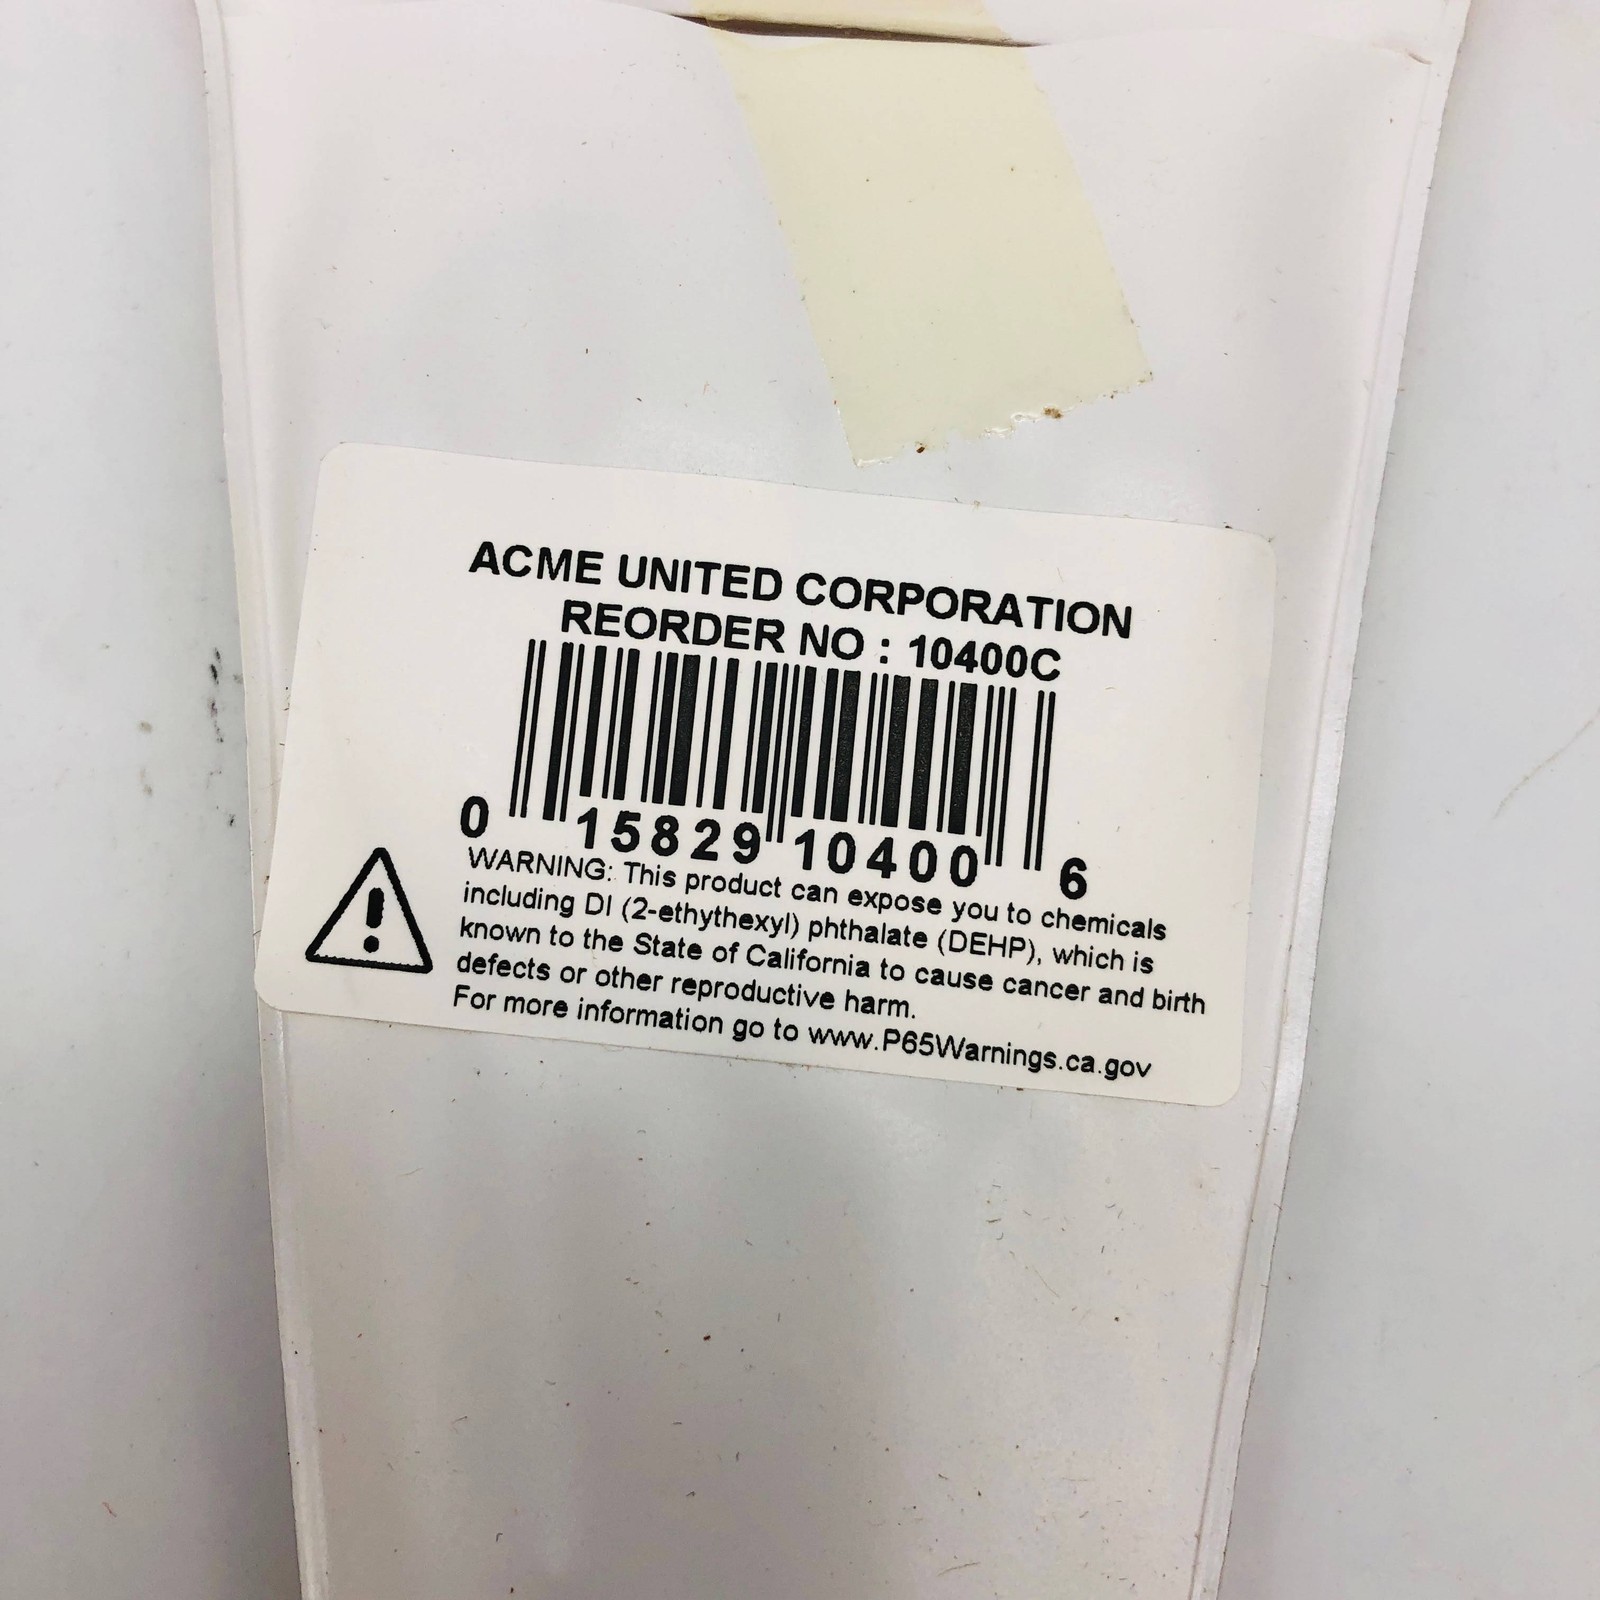 ACME UNITED CORPORATION
REORDER NO : 10400C
0 15829 10400 6
WARNING: This product can expose you to chemicals
including DI (2-ethythexyl) phthalate (DEHP), which is
known to the State of California to cause cancer and birth
defects or other reproductive harm.
For more information go to www.P65Warnings.ca.gov